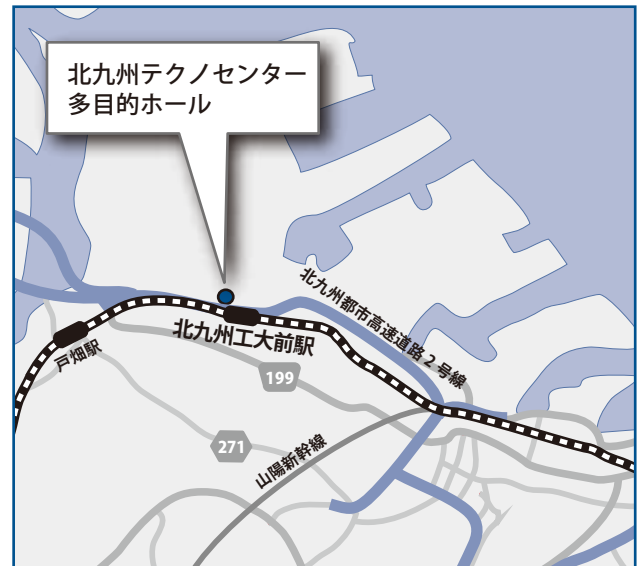 北九州テクノセンター
多目的ホール
北九州都市高速道路2号線
北九州工大前駅
戸畑駅
199
271
山陽新幹線